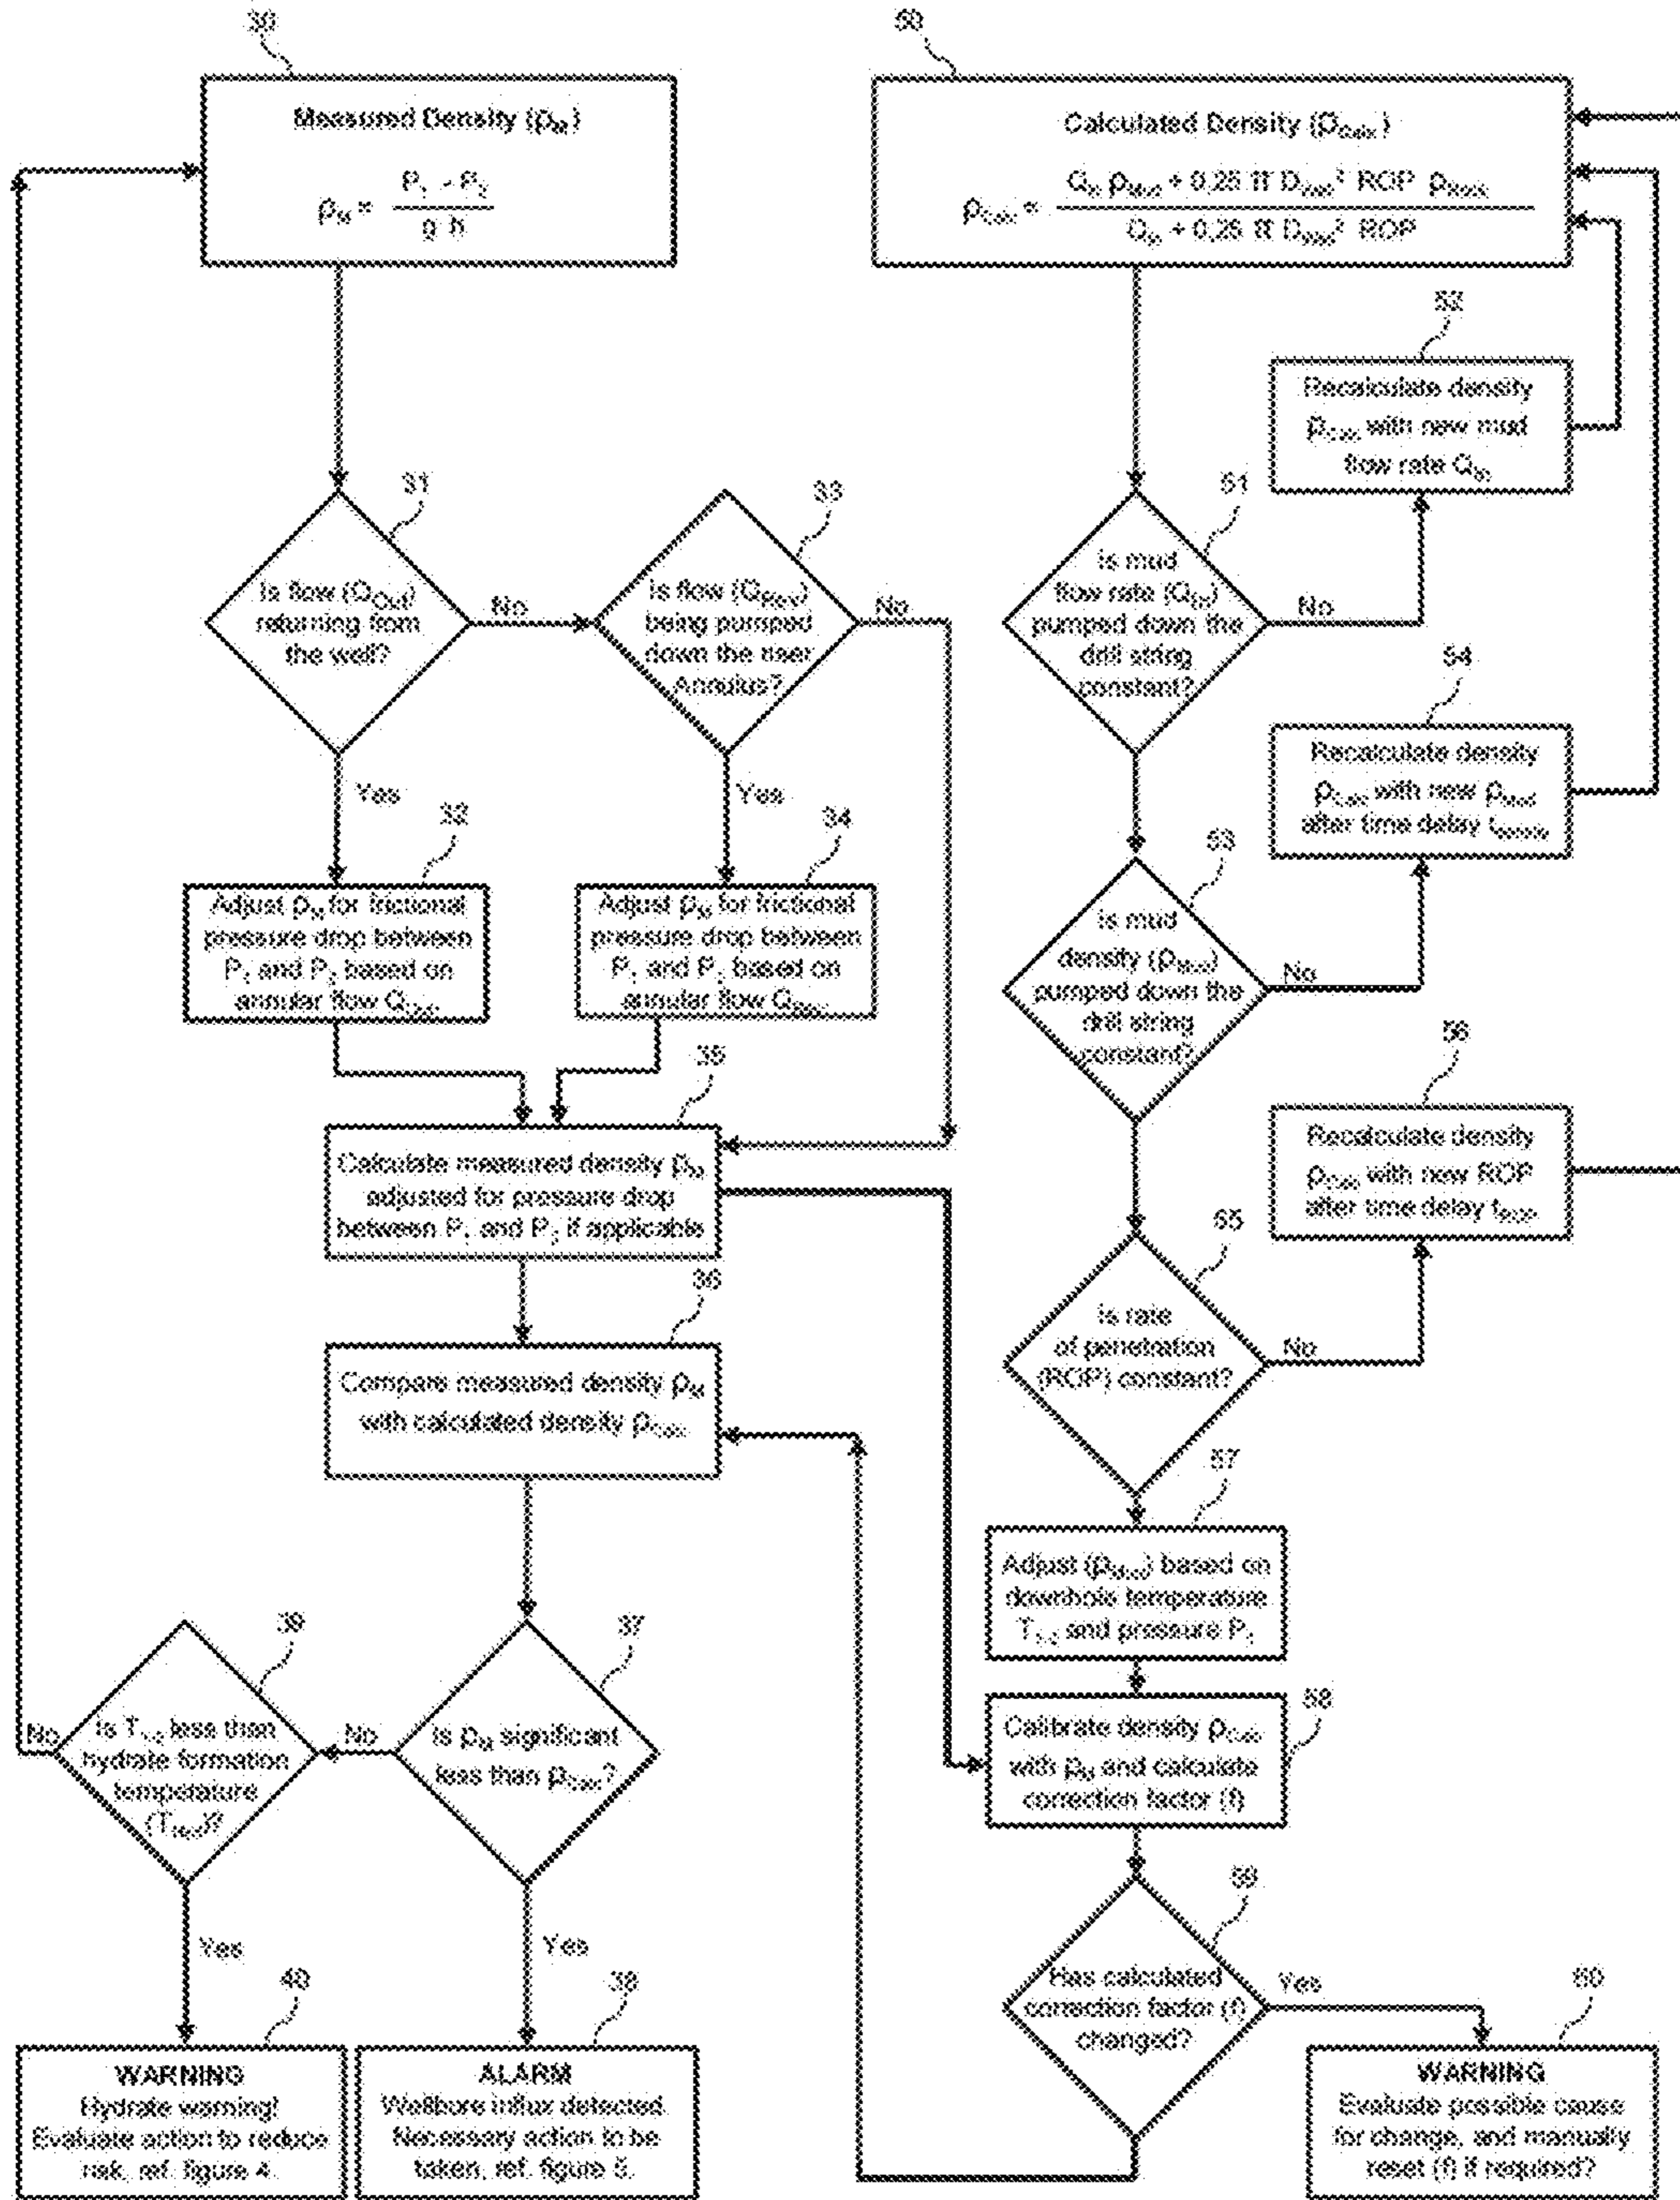 30
Measured Density (ρM)
ρM = P1 - P2 / g h
31
Is flow (QOut)
returning from
the well?
No
Yes
33
Is flow (QRev)
being pumped
down the riser
Annulus?
No
Yes
32
Adjust ρM for frictional
pressure drop between
P1 and P2 based on
annular flow
34
Adjust ρM for frictional
pressure drop between
P1 and P2 based on
annular flow
35
Calculate measured density ρM
adjusted for pressure drop
between P1 and P2 if applicable
36
Compare measured density ρM
with calculated density ρCalc
37
Is ρM significant
less than ρCalc?
No
Yes
39
Is T1-2 less than
hydrate formation
temperature
(THyd)?
No
Yes
40
WARNING
Hydrate warning!
Evaluate action to reduce
risk, ref. figure 4.
38
ALARM
Wellbore influx detected.
Necessary action to be
taken, ref. figure 5.
50
Calculated Density (ρCalc)
ρCalc = Qin ρMud + 0,25 π DWell² ROP ρRock / Qin + 0,25 π DWell² ROP
51
Is mud
flow rate (Qin)
pumped down the
drill string
constant?
No
52
Recalculate density
ρCalc with new mud
flow rate Qin
53
Is mud
density (ρMud)
pumped down the
drill string
constant?
No
54
Recalculate density
ρCalc with new ρMud
after time delay
55
Is rate
of penetration
(ROP) constant?
No
56
Recalculate density
ρCalc with new ROP
after time delay tROP
57
Adjust (ρMud) based on
downhole temperature
T1-2 and pressure
58
Calibrate density ρCalc
with ρM and calculate
correction factor (f)
59
Has calculated
correction factor (f)
changed?
Yes
60
WARNING
Evaluate possible cause
for change, and manually
reset (f) if required?